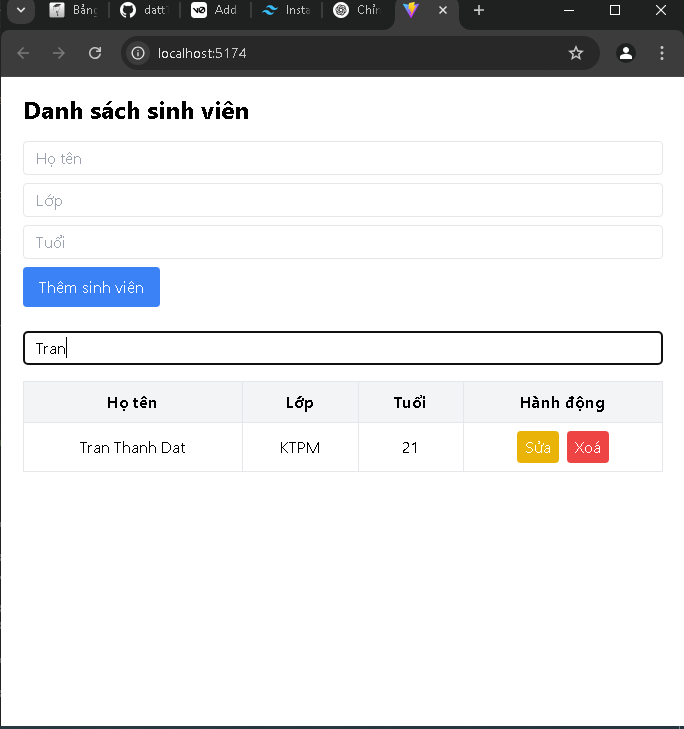 Bảng
datt
Add
Insta
Chỉn
localhost:5174
Danh sách sinh viên
Họ tên
Lớp
Tuổi
Thêm sinh viên
Tran
Họ tên Lớp Tuổi Hành động
Tran Thanh Dat KTPM 21 Sửa Xoá